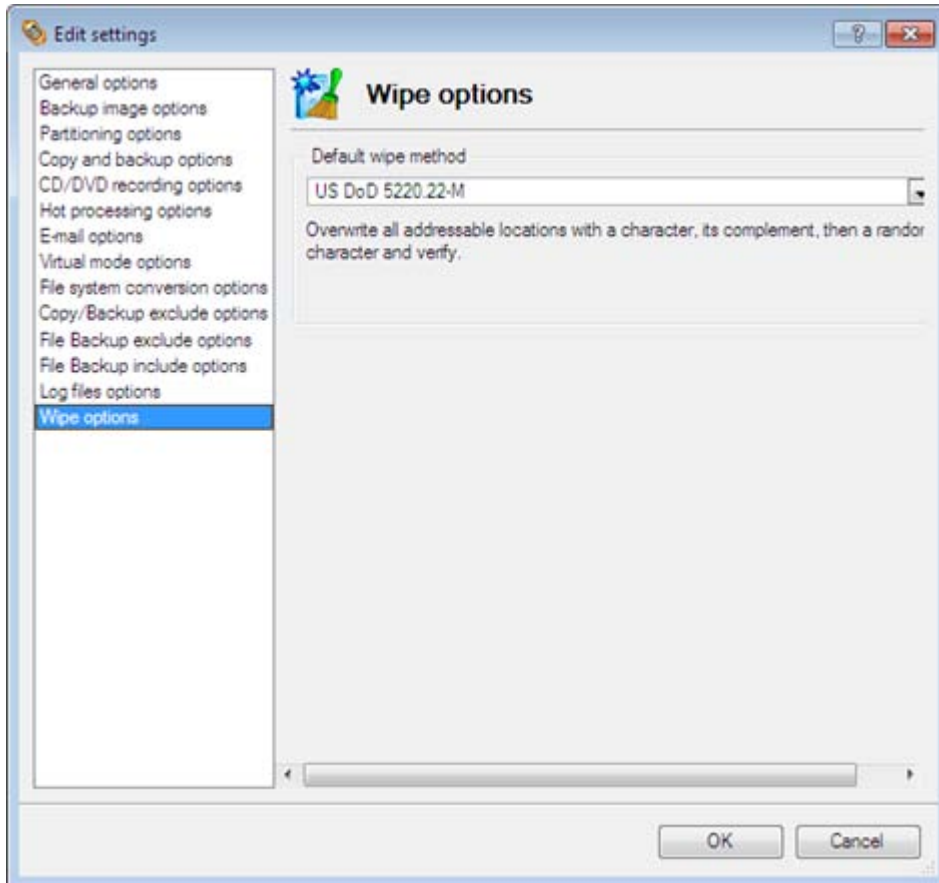 Edit settings
General options
Backup image options
Partitioning options
Copy and backup options
CD/DVD recording options
Hot processing options
E-mail options
Virtual mode options
File system conversion options
Copy/Backup exclude options
File Backup exclude options
File Backup include options
Log files options
Wipe options
Wipe options
Default wipe method
US DoD 5220.22-M
Overwrite all addressable locations with a character, its complement, then a randor
character and verify.
OK
Cancel